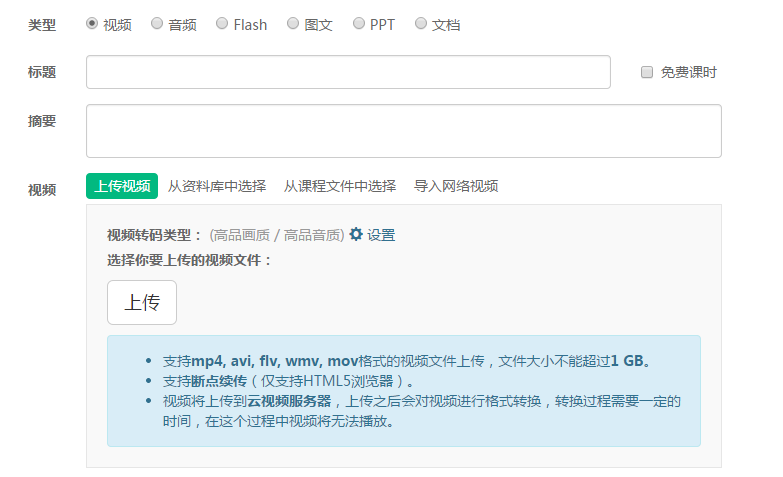 类型 视频 音频 Flash 图文 PPT 文档
标题 免费课时
摘要
视频 上传视频 从资料库中选择 从课程文件中选择 导入网络视频
视频转码类型： (高品画质 / 高品音质) 设置
选择你要上传的视频文件：
上传
支持mp4, avi, flv, wmv, mov格式的视频文件上传，文件大小不能超过1 GB。
支持断点续传（仅支持HTML5浏览器）。
视频将上传到云视频服务器，上传之后会对视频进行格式转换，转换过程需要一定的
时间，在这个过程中视频将无法播放。